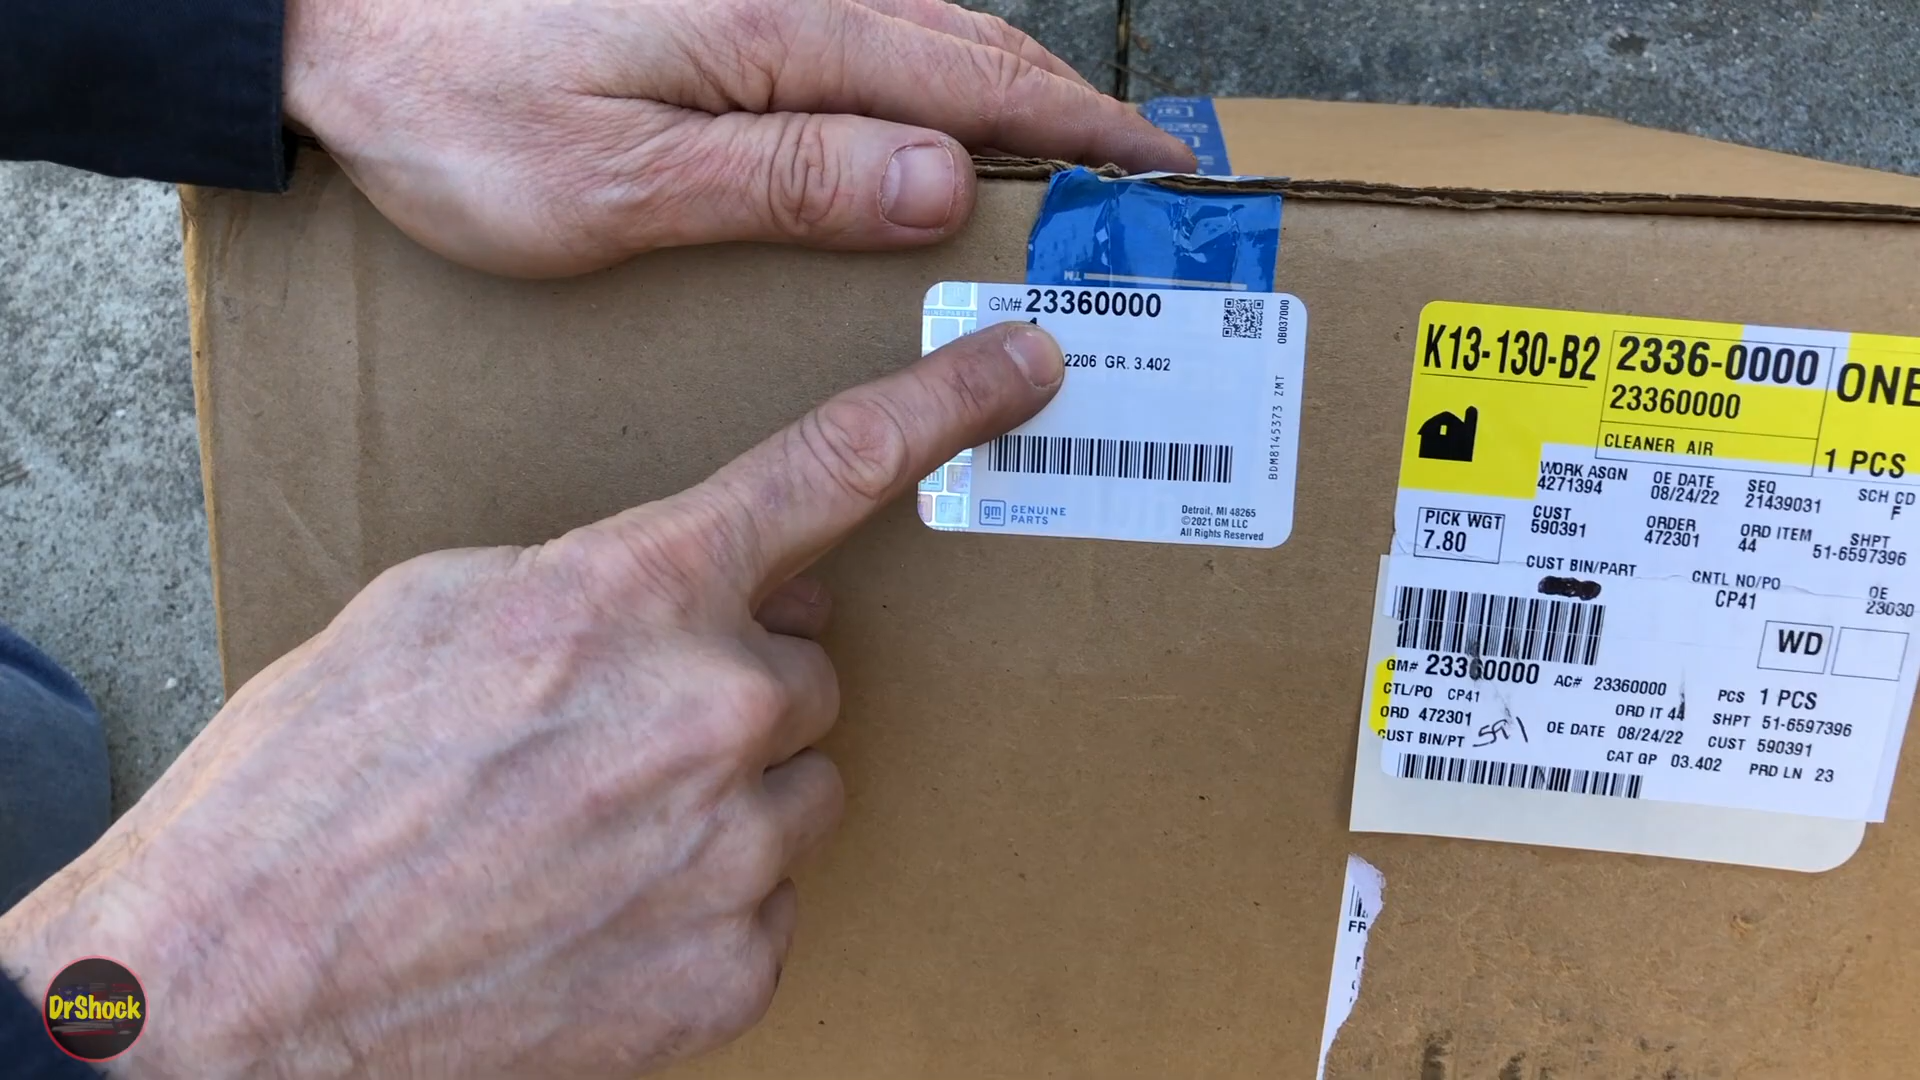 GM# 23360000
2206 GR. 3.402
0B037000
BDM8145373 ZMT
gm GENUINE
PARTS
Detroit, MI 48265
©2021 GM LLC
All Rights Reserved
K13-130-B2
2336-0000
23360000
CLEANER AIR
ONE
1 PCS
WORK ASGN
4271394
OE DATE
08/24/22
SEQ
21439031
SCH CD
F
PICK WGT
7.80
CUST
590391
ORDER
472301
ORD ITEM
44
SHPT
51-6597396
CUST BIN/PART
CNTL NO/PO
CP41
OE
23030
WD
GM# 23360000 AC# 23360000 PCS 1 PCS
CTL/PO CP41 ORD IT 44 SHPT 51-6597396
ORD 472301 OE DATE 08/24/22 CUST 590391
CUST BIN/PT CAT GP 03.402 PRD LN 23
FR
TM
DrShock